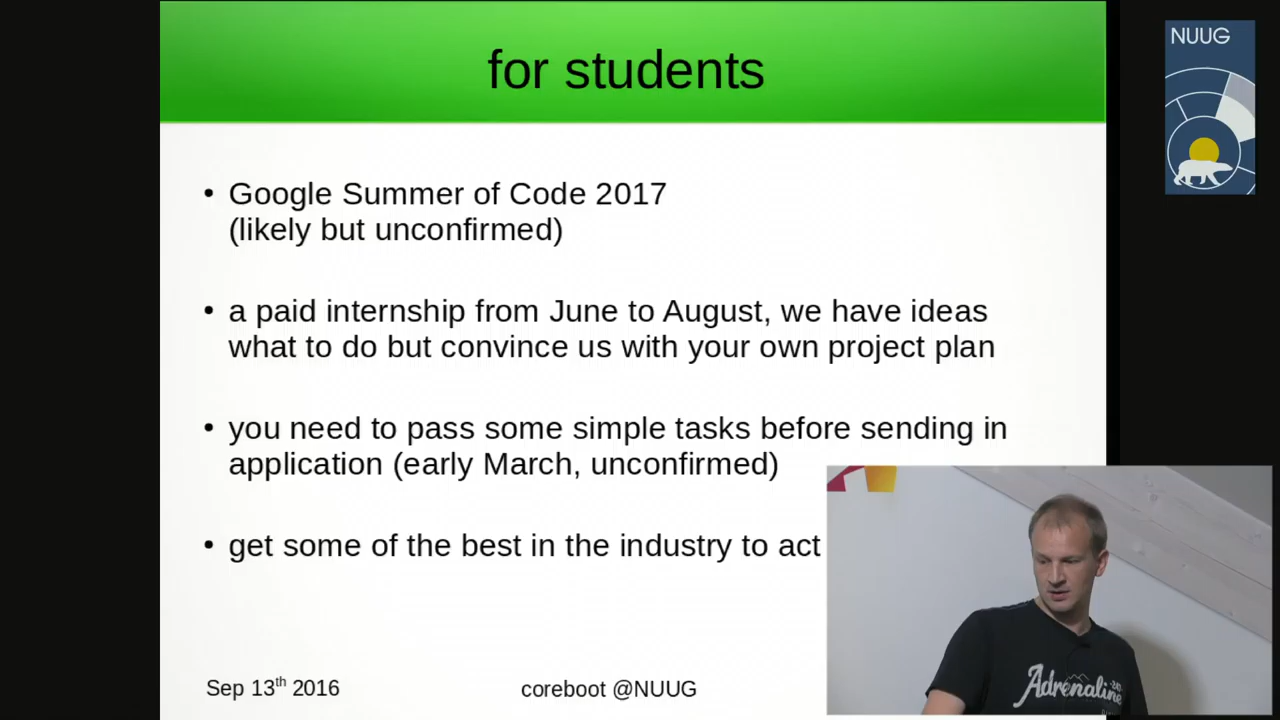 for students
NUUG
• Google Summer of Code 2017
(likely but unconfirmed)
• a paid internship from June to August, we have ideas
what to do but convince us with your own project plan
• you need to pass some simple tasks before sending in
application (early March, unconfirmed)
• get some of the best in the industry to act
Adrenaline
Sep 13th 2016
coreboot @NUUG